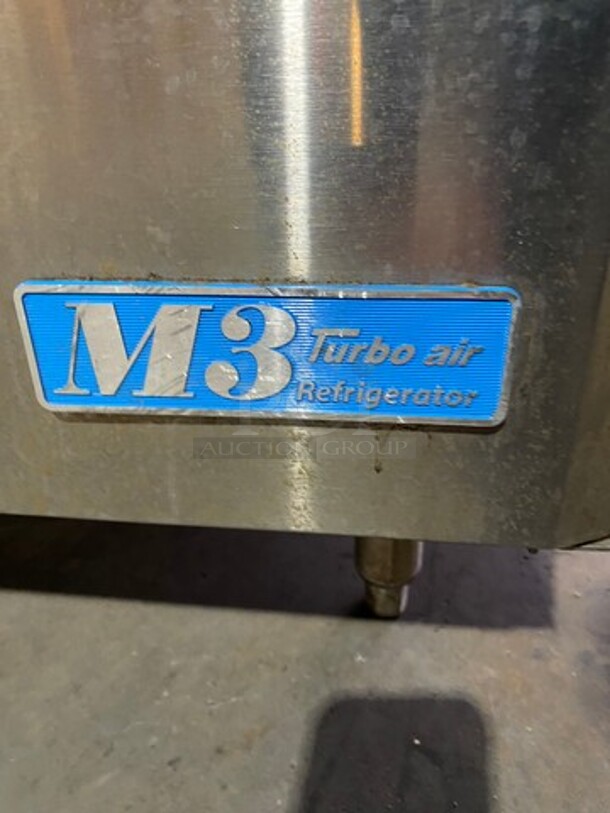 M3 Turbo air
Refrigerator
AUCTION GROUP